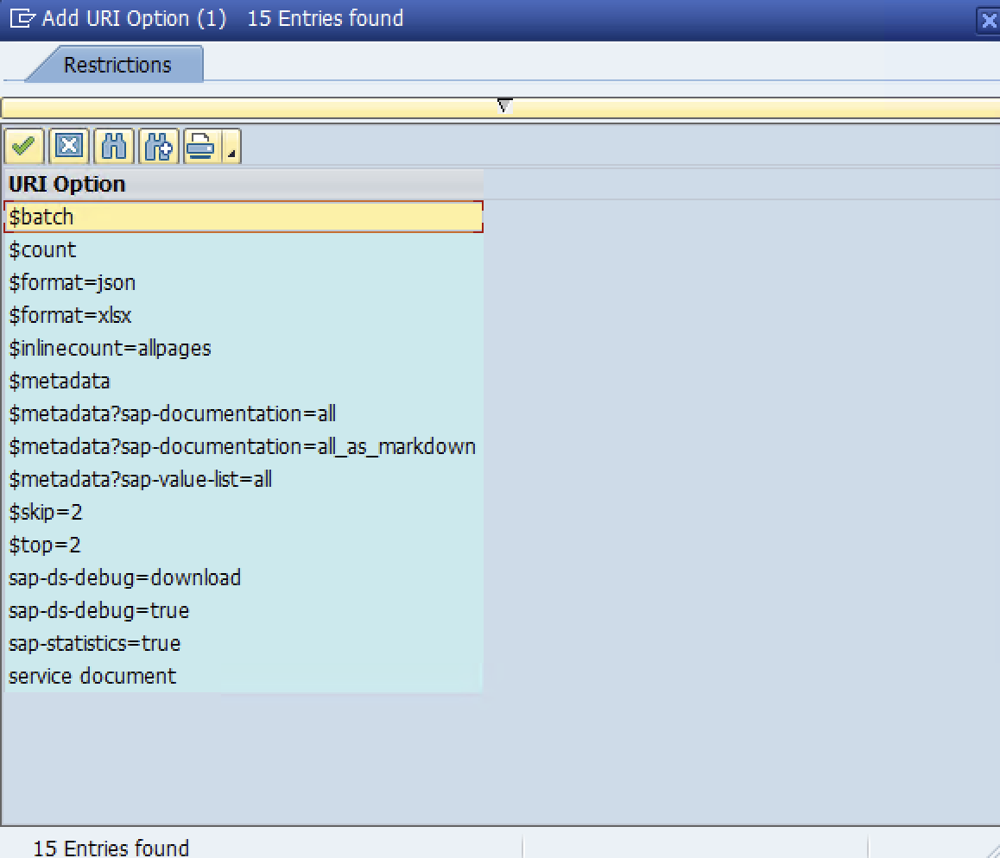 Add URI Option (1) 15 Entries found
Restrictions
URI Option
$batch
$count
$format=json
$format=xlsx
$inlinecount=allpages
$metadata
$metadata?sap-documentation=all
$metadata?sap-documentation=all_as_markdown
$metadata?sap-value-list=all
$skip=2
$top=2
sap-ds-debug=download
sap-ds-debug=true
sap-statistics=true
service document
15 Entries found